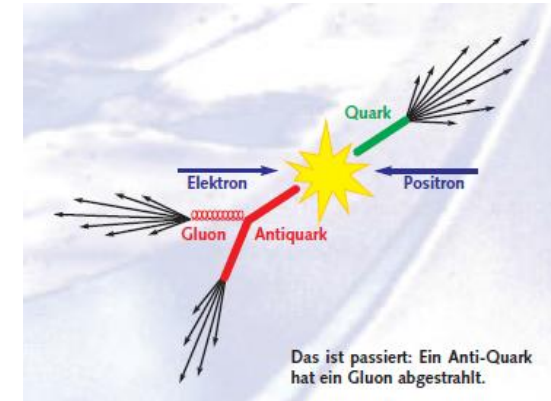 Quark
Elektron
Positron
Gluon
Antiquark
Das ist passiert: Ein Anti-Quark
hat ein Gluon abgestrahlt.